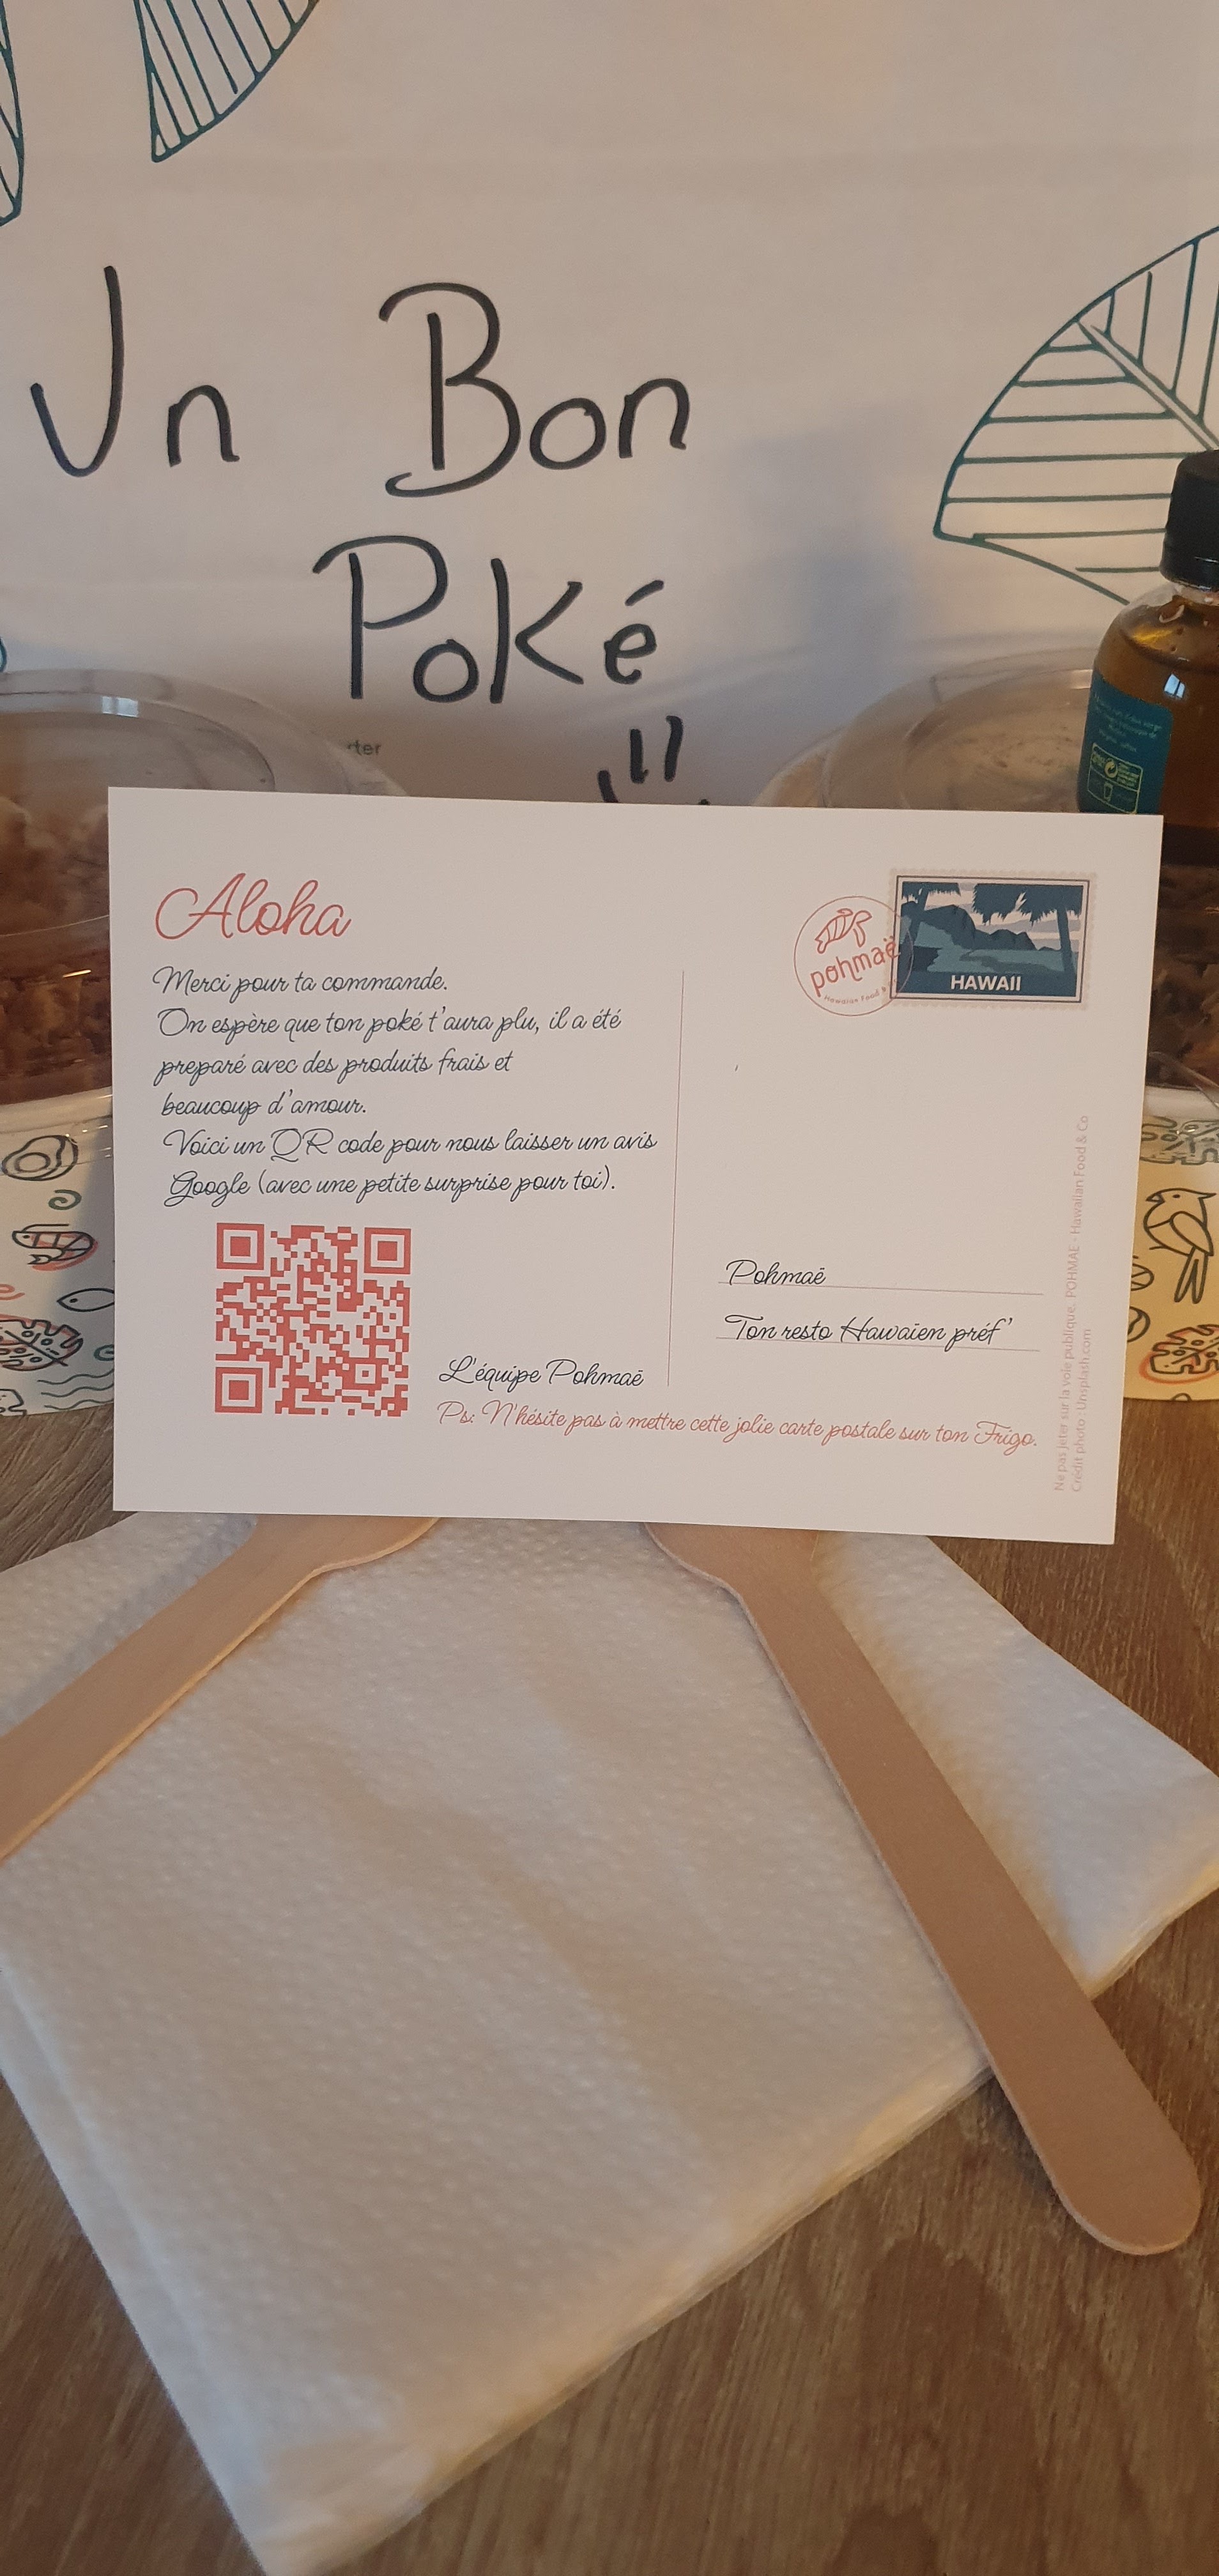 Un Bon
Poké
rter
Aloha
Merci pour ta commande.
On espère que ton poké t'aura plu, il a été
preparé avec des produits frais et
beaucoup d'amour.
Voici un QR code pour nous laisser un avis
Google (avec une petite surprise pour toi).
L'équipe Pohmaë
Ps: N'hésite pas à mettre cette jolie carte postale sur ton Frigo.
pohmaë
Hawaiian Food &
HAWAII
Pohmaë
Ton resto Hawaïen préf'
Ne pas jeter sur la voie publique. POHMAE - Hawaiian Food & Co
Crédit photo : Unsplash.com